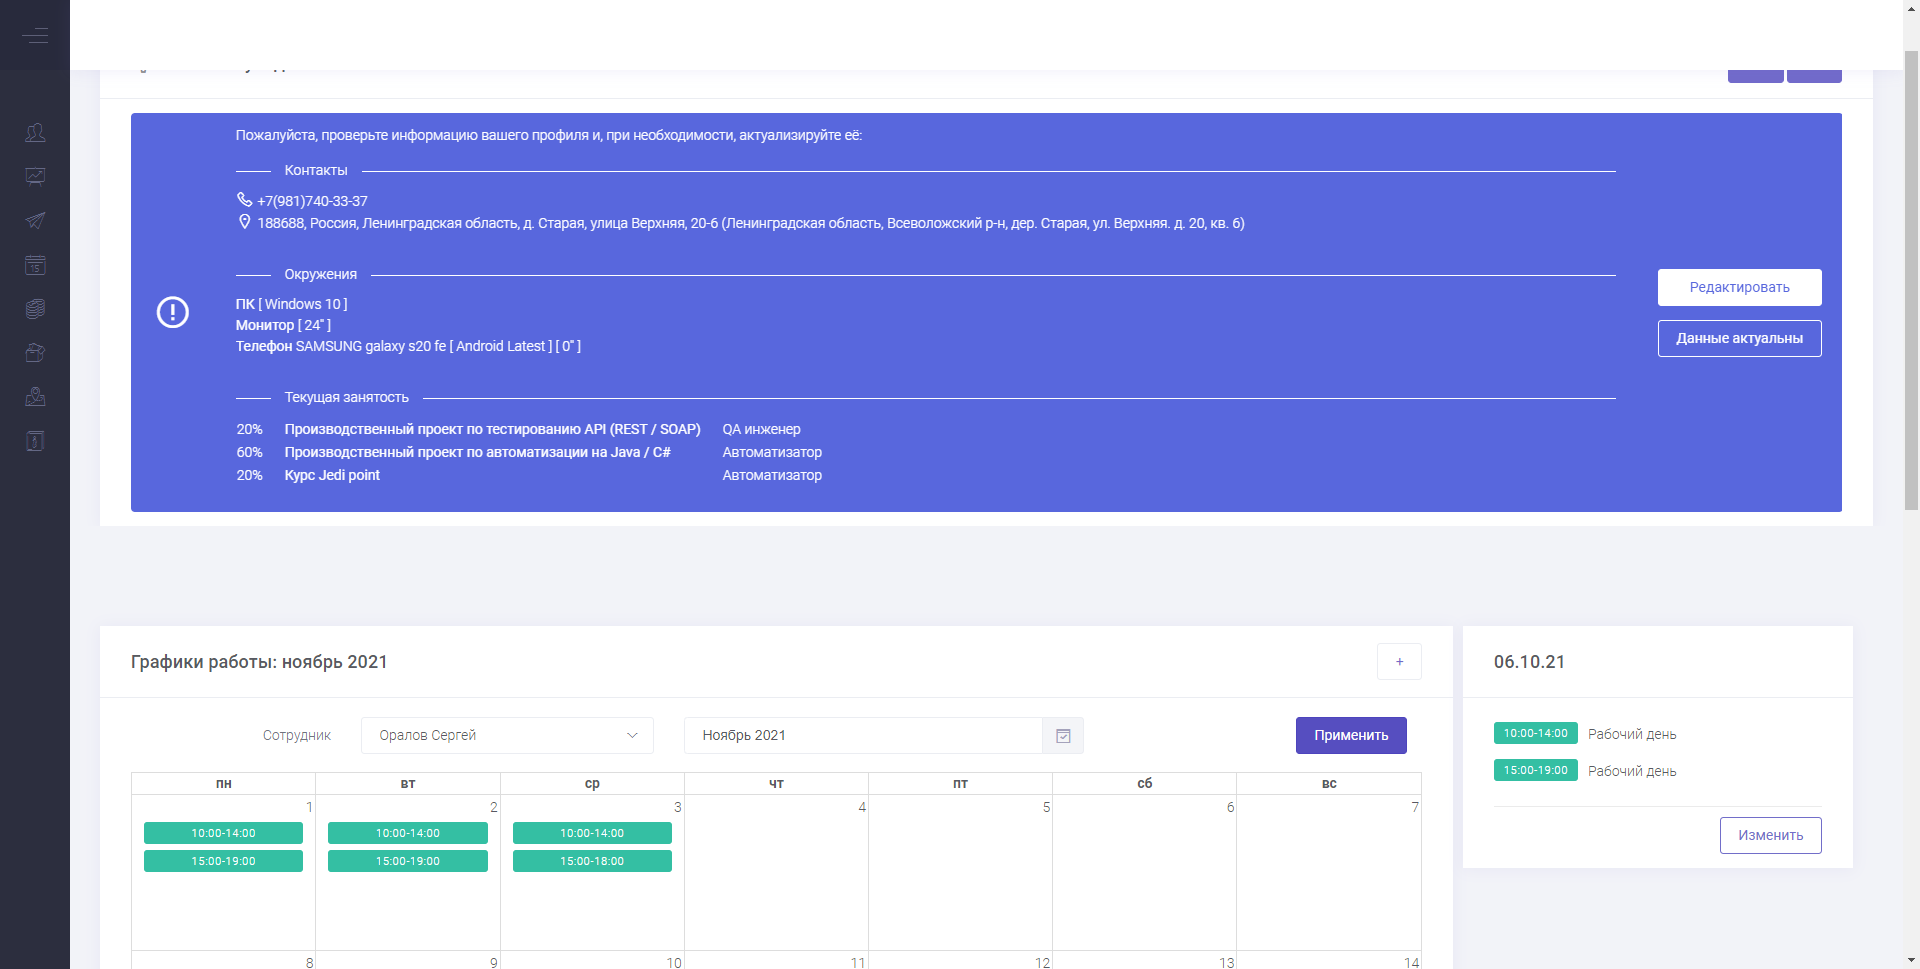 Пожалуйста, проверьте информацию вашего профиля и, при необходимости, актуализируйте её:
Контакты
+7(981)740-33-37
188688, Россия, Ленинградская область, д. Старая, улица Верхняя, 20-6 (Ленинградская область, Всеволожский р-н, дер. Старая, ул. Верхняя. д. 20, кв. 6)
Окружения
ПК [ Windows 10 ]
Монитор [ 24" ]
Телефон SAMSUNG galaxy s20 fe [ Android Latest ] [ 0" ]
Редактировать
Данные актуальны
Текущая занятость
20% Производственный проект по тестированию API (REST / SOAP) QA инженер
60% Производственный проект по автоматизации на Java / C# Автоматизатор
20% Курс Jedi point Автоматизатор
Графики работы: ноябрь 2021
+
Сотрудник Оралов Сергей Ноябрь 2021 Применить
пн вт ср чт пт сб вс
1 2 3 4 5 6 7
10:00-14:00 10:00-14:00 10:00-14:00
15:00-19:00 15:00-19:00 15:00-18:00
8 9 10 11 12 13 14
06.10.21
10:00-14:00 Рабочий день
15:00-19:00 Рабочий день
Изменить
15